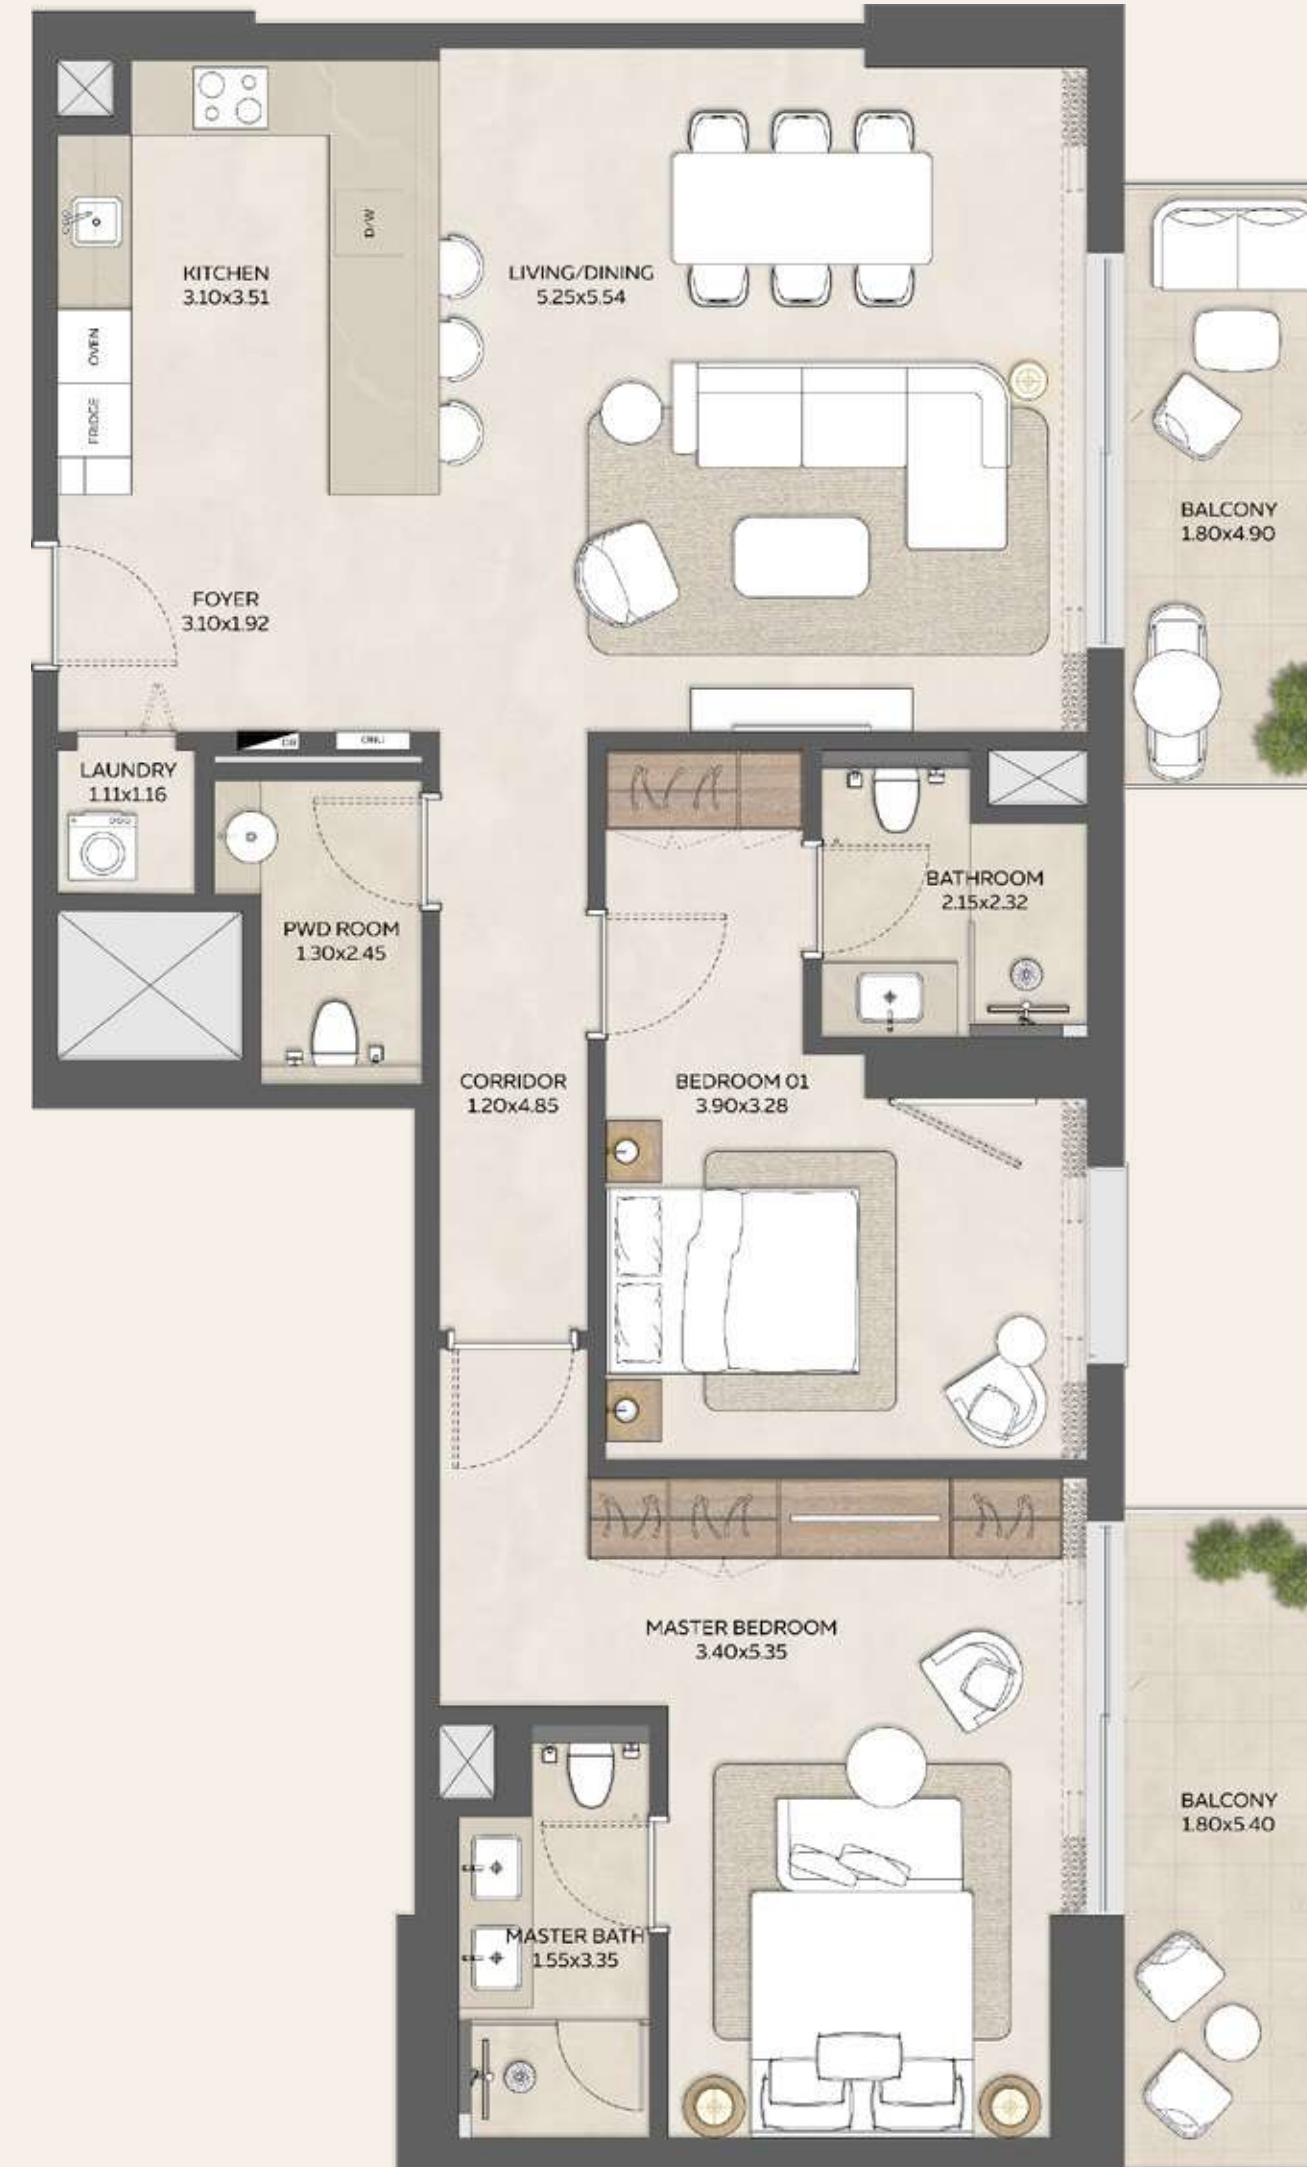 D/W
KITCHEN
3.10x3.51
LIVING/DINING
5.25x5.54
OVEN
FRIDGE
BALCONY
1.80x4.90
FOYER
3.10x1.92
DB
LAUNDRY
1.11x1.16
BATHROOM
2.15x2.32
PWD ROOM
1.30x2.45
CORRIDOR
1.20x4.85
BEDROOM 01
3.90x3.28
MASTER BEDROOM
3.40x5.35
BALCONY
1.80x5.40
MASTER BATH
1.55x3.35